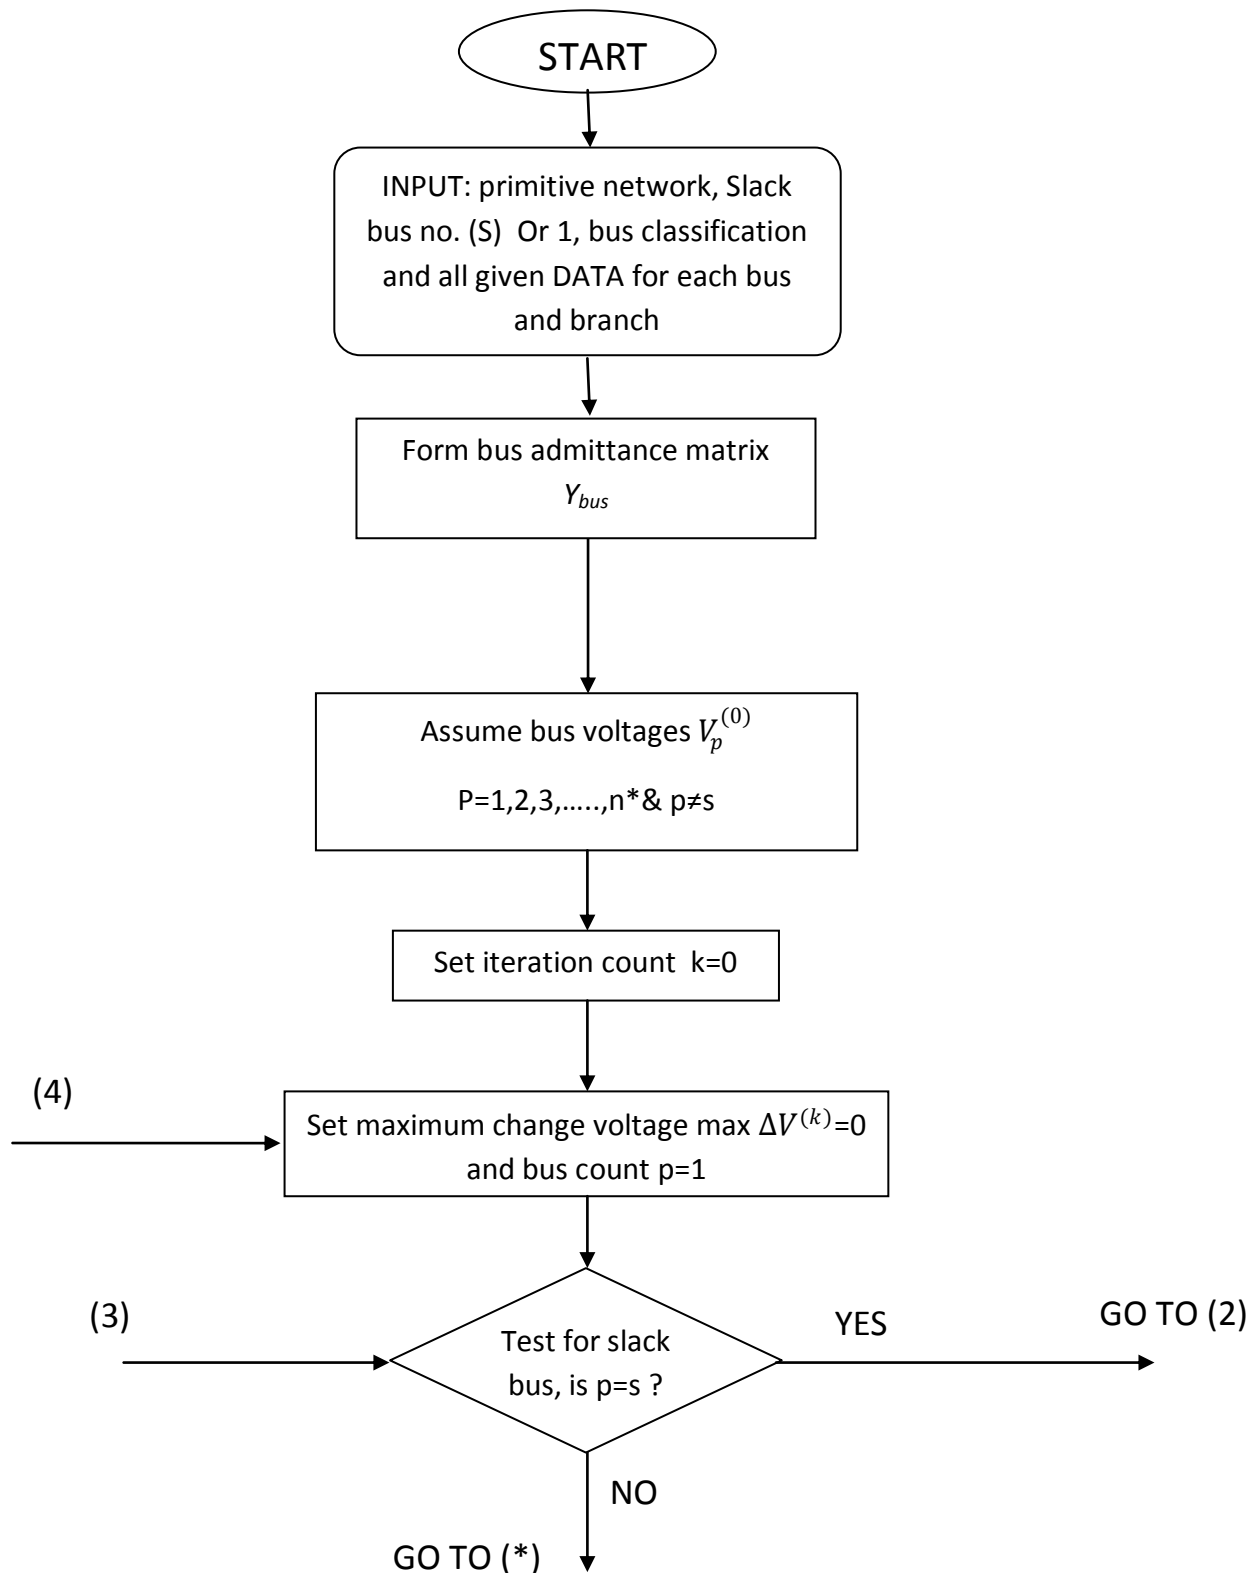 START
INPUT: primitive network, Slack
bus no. (S) Or 1, bus classification
and all given DATA for each bus
and branch
Form bus admittance matrix
Y_{bus}
Assume bus voltages V_p^{(0)}
P=1,2,3,.....,n*& p≠s
Set iteration count k=0
(4)
Set maximum change voltage max ΔV^{(k)}=0
and bus count p=1
(3)
Test for slack
bus, is p=s ?
YES
GO TO (2)
NO
GO TO (*)